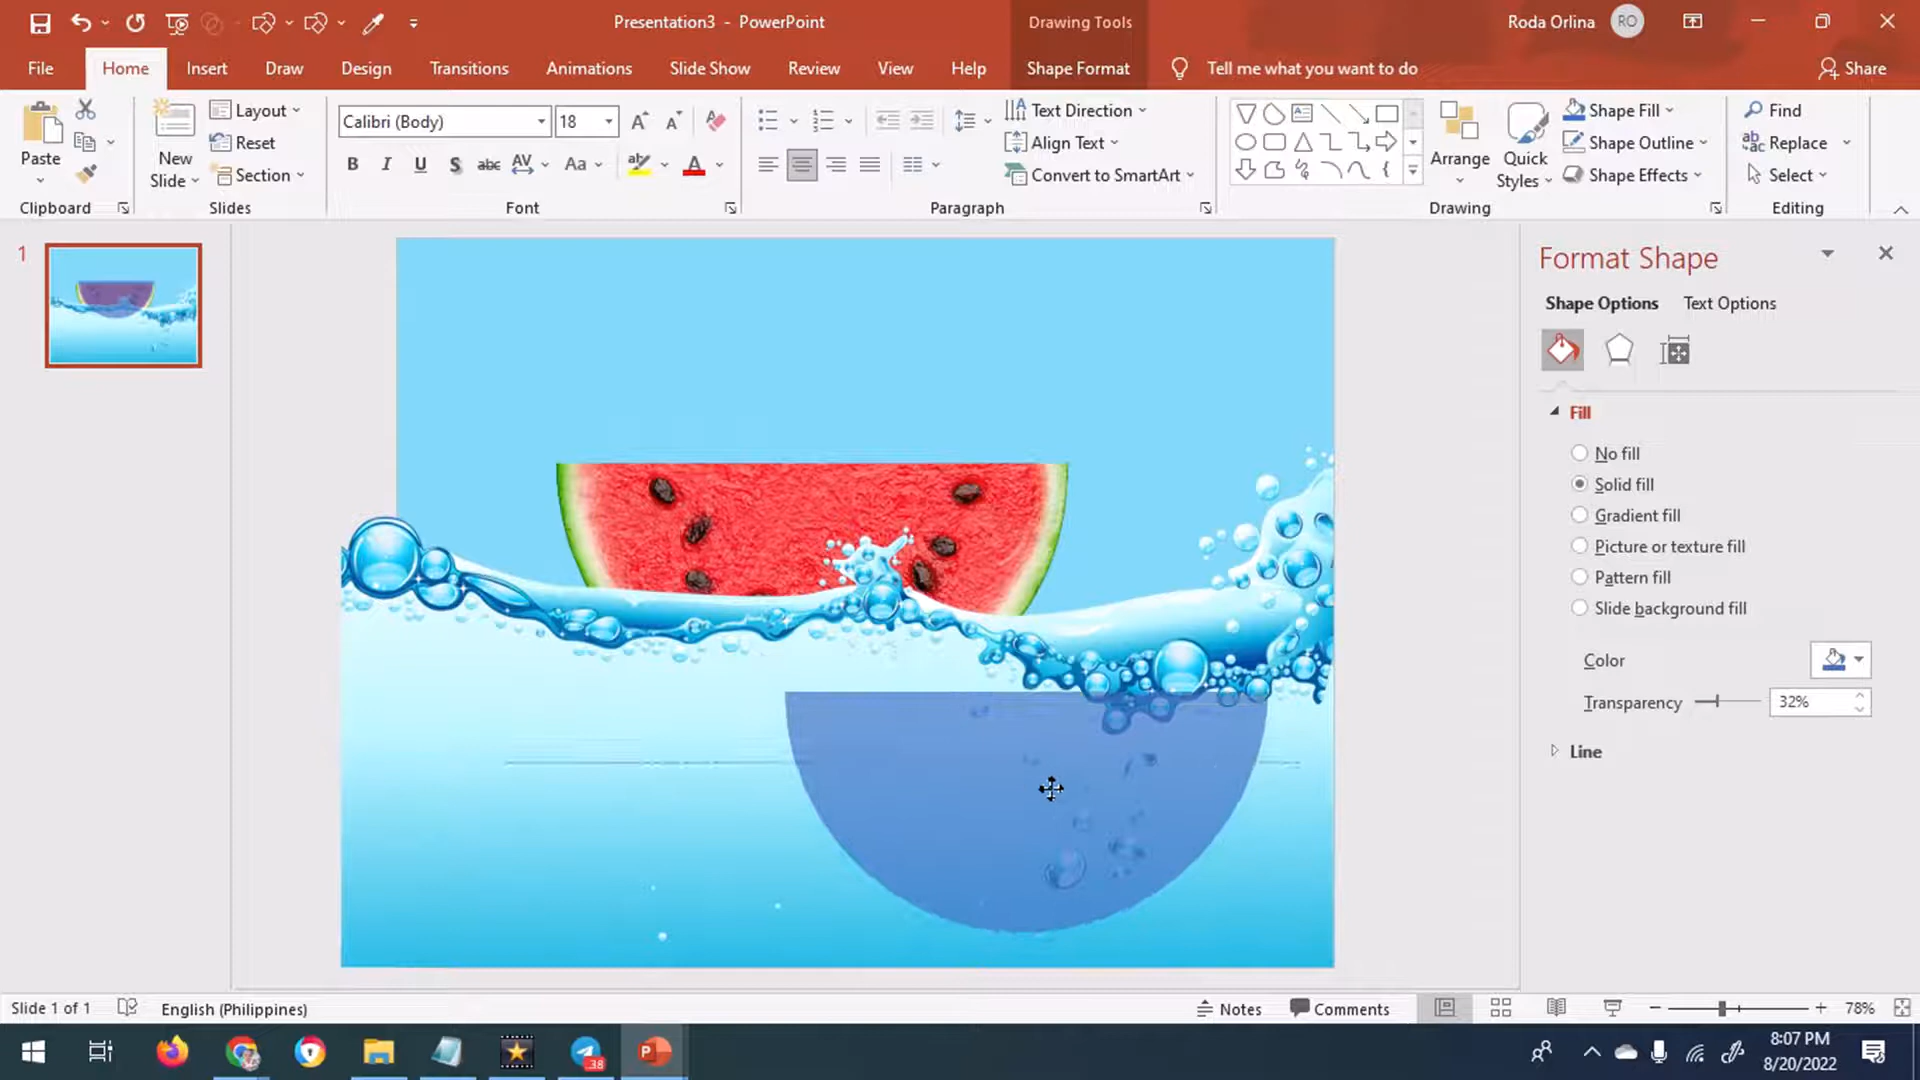 Presentation3 - PowerPoint
Drawing Tools
Roda Orlina
RO
File
Home
Insert
Draw
Design
Transitions
Animations
Slide Show
Review
View
Help
Shape Format
Tell me what you want to do
Share
Paste
Clipboard
New Slide
Layout
Reset
Section
Slides
Calibri (Body)
18
B I U S abc AV Aa A
Font
Text Direction
Align Text
Convert to SmartArt
Paragraph
Arrange
Quick Styles
Shape Fill
Shape Outline
Shape Effects
Drawing
Find
Replace
Select
Editing
1
Format Shape
Shape Options
Text Options
Fill
No fill
Solid fill
Gradient fill
Picture or texture fill
Pattern fill
Slide background fill
Color
Transparency
32%
Line
Slide 1 of 1
English (Philippines)
Notes
Comments
78%
38
8:07 PM
8/20/2022